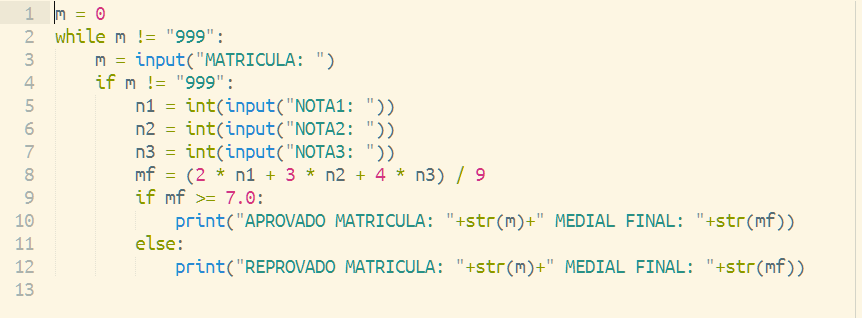 1 m = 0
2 while m != "999":
3     m = input("MATRICULA: ")
4     if m != "999":
5         n1 = int(input("NOTA1: "))
6         n2 = int(input("NOTA2: "))
7         n3 = int(input("NOTA3: "))
8         mf = (2 * n1 + 3 * n2 + 4 * n3) / 9
9         if mf >= 7.0:
10             print("APROVADO MATRICULA: "+str(m)+" MEDIAL FINAL: "+str(mf))
11         else:
12             print("REPROVADO MATRICULA: "+str(m)+" MEDIAL FINAL: "+str(mf))
13